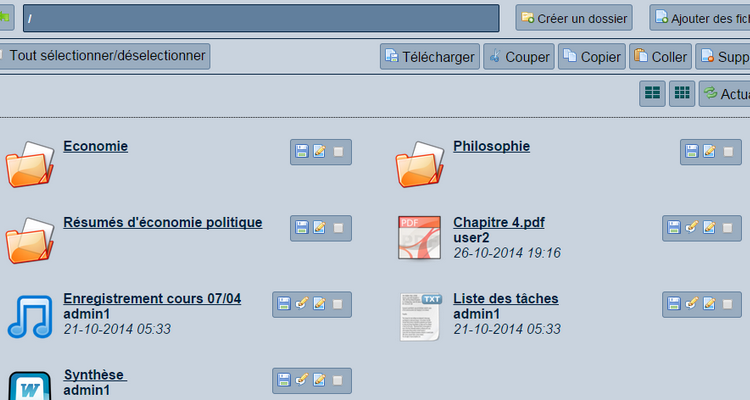 /
Créer un dossier
Ajouter des fich
Tout sélectionner/déselectionner
Télécharger
Couper
Copier
Coller
Supp
Actua
Economie
Philosophie
Résumés d'économie politique
PDF
Chapitre 4.pdf
user2
26-10-2014 19:16
Enregistrement cours 07/04
admin1
21-10-2014 05:33
TXT
Liste des tâches
admin1
21-10-2014 05:33
W
Synthèse
admin1